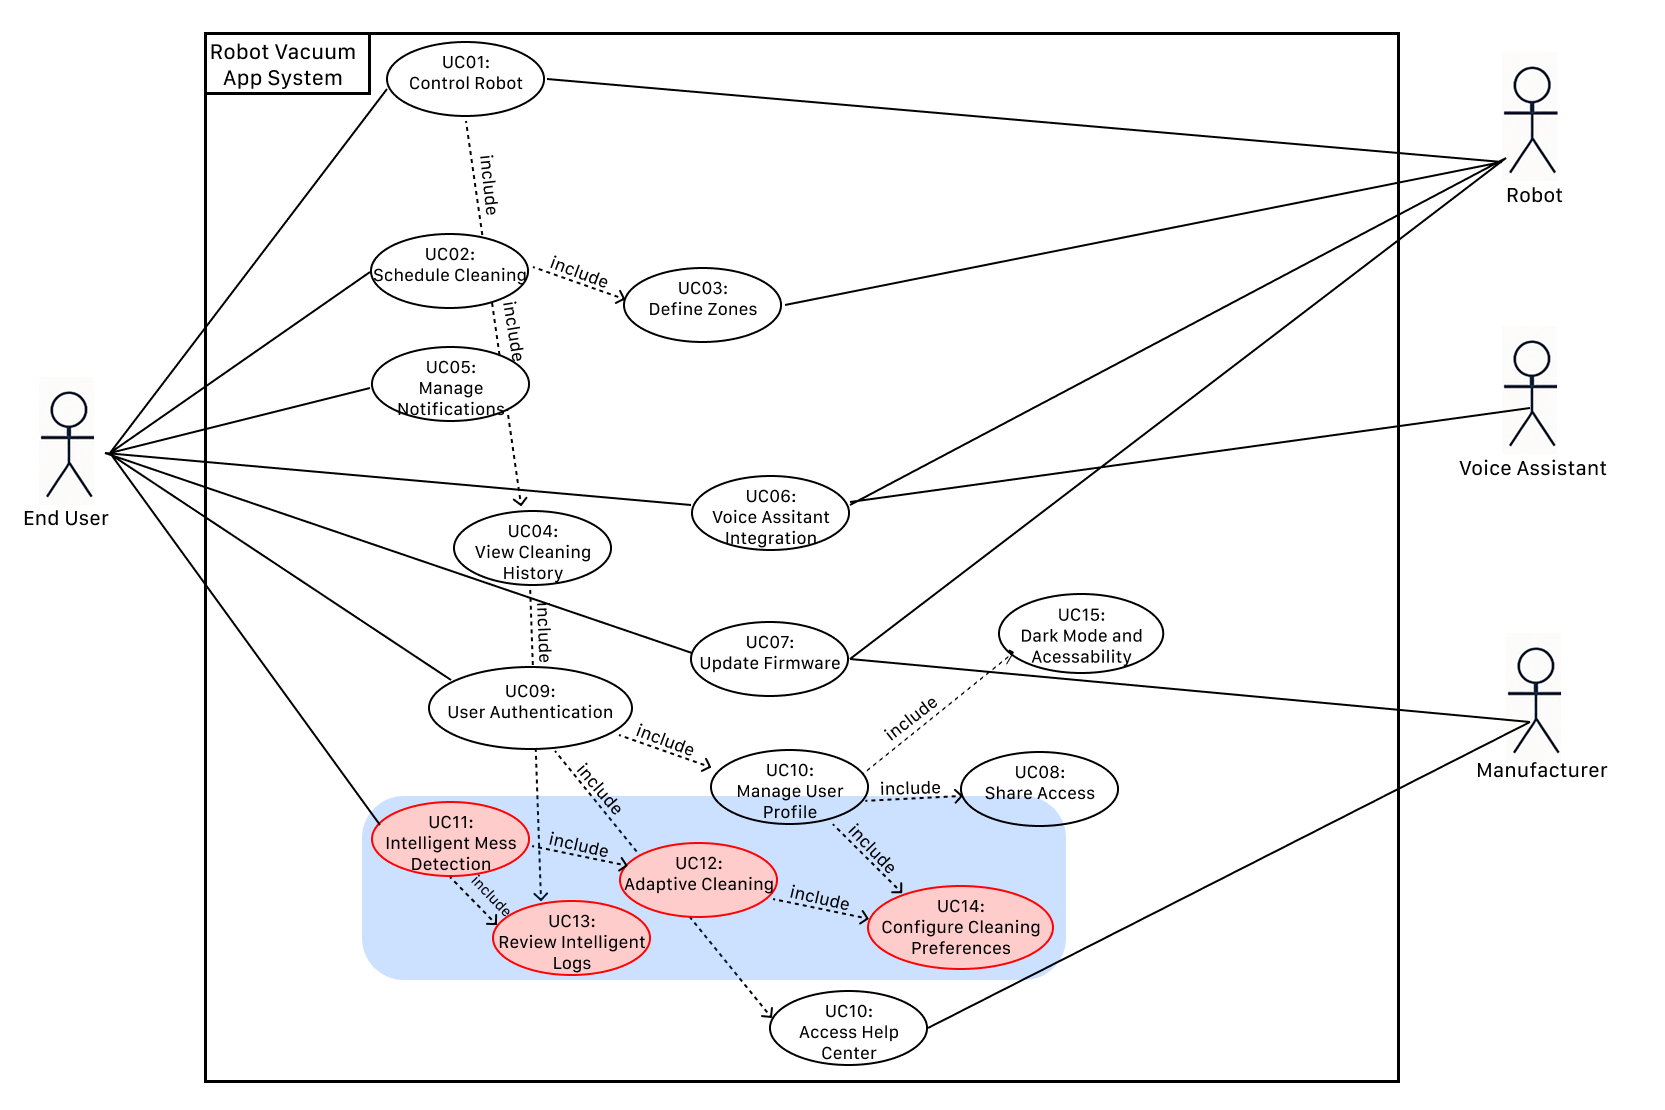 Robot Vacuum
App System
UC01:
Control Robot
include
Robot
UC02:
Schedule Cleaning
include
UC03:
Define Zones
include
UC05:
Manage
Notifications
Voice Assistant
End User
UC06:
Voice Assitant
Integration
UC04:
View Cleaning
History
include
UC07:
Update Firmware
UC15:
Dark Mode and
Acessability
UC09:
User Authentication
include
include
Manufacturer
UC10:
Manage User
Profile
include
UC08:
Share Access
include
include
UC11:
Intelligent Mess
Detection
include
UC12:
Adaptive Cleaning
include
include
UC14:
Configure Cleaning
Preferences
UC13:
Review Intelligent
Logs
UC10:
Access Help
Center